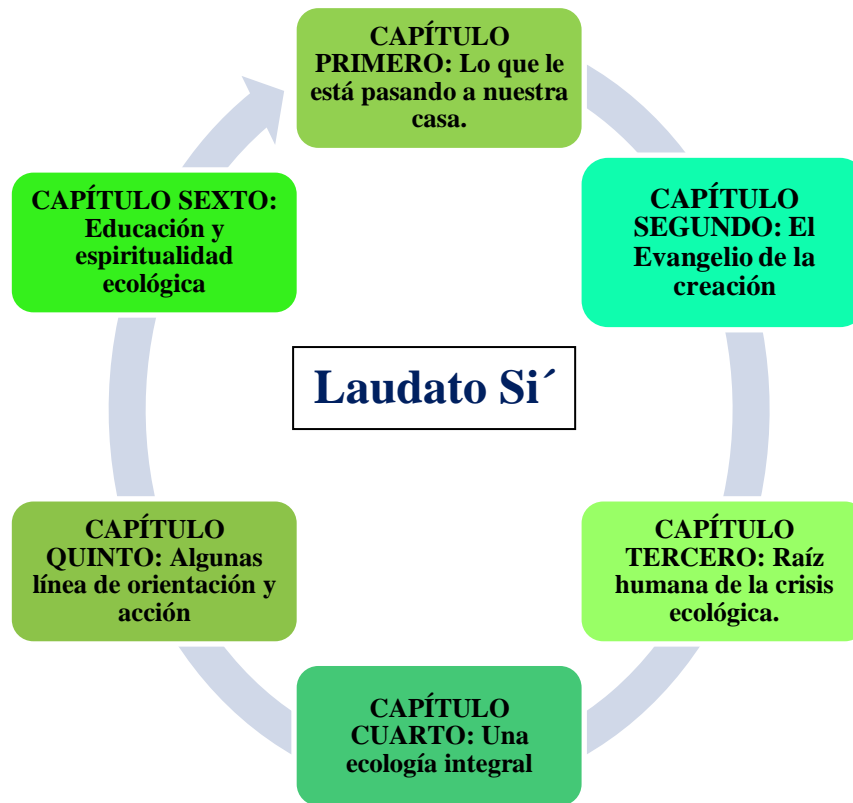 CAPÍTULO
PRIMERO: Lo que le
está pasando a nuestra
casa.
CAPÍTULO
SEGUNDO: El
Evangelio de la
creación
CAPÍTULO
TERCERO: Raíz
humana de la crisis
ecológica.
CAPÍTULO
CUARTO: Una
ecología integral
CAPÍTULO
QUINTO: Algunas
línea de orientación y
acción
CAPÍTULO SEXTO:
Educación y
espiritualidad
ecológica
Laudato Si´